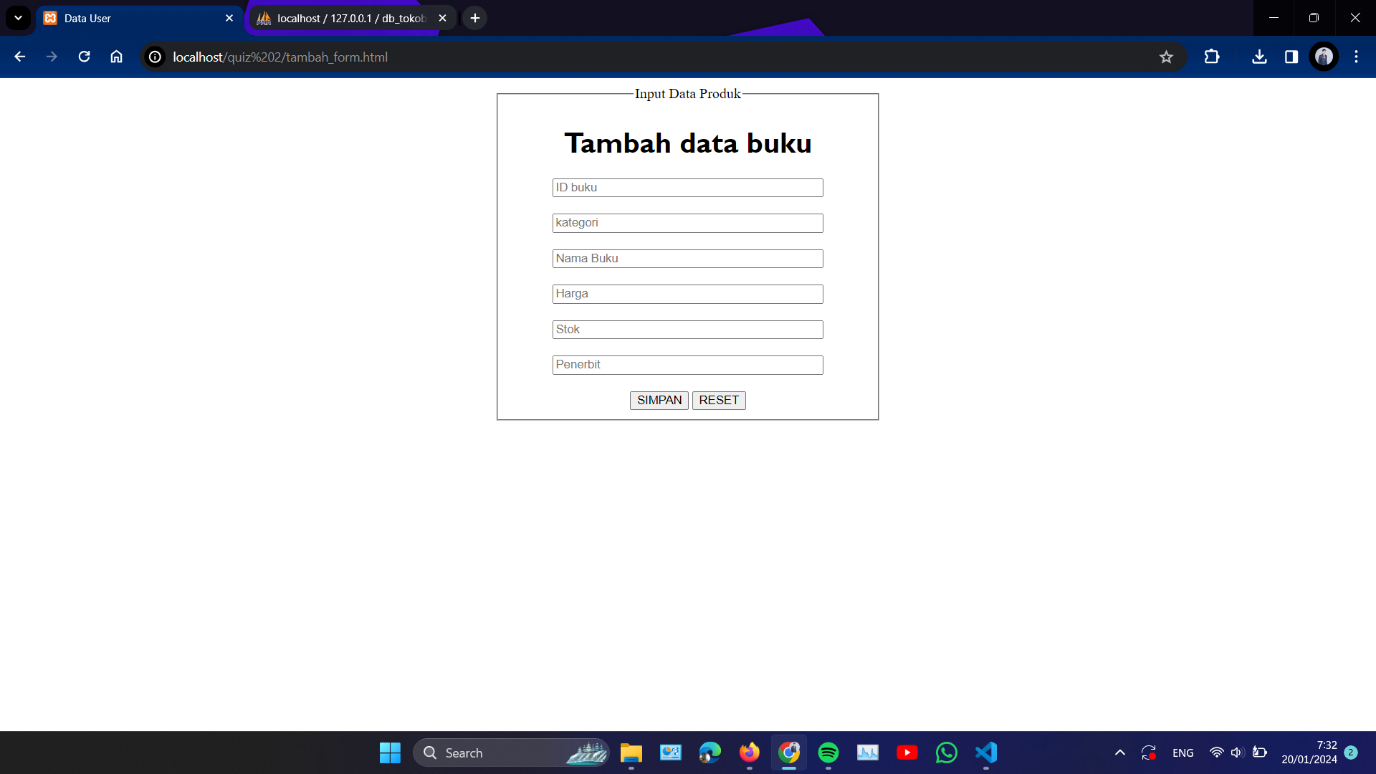 Data User
localhost / 127.0.0.1 / db_tokob
localhost/quiz%202/tambah_form.html
Input Data Produk
Tambah data buku
ID buku
kategori
Nama Buku
Harga
Stok
Penerbit
SIMPAN RESET
Search
ENG
7:32
20/01/2024
2